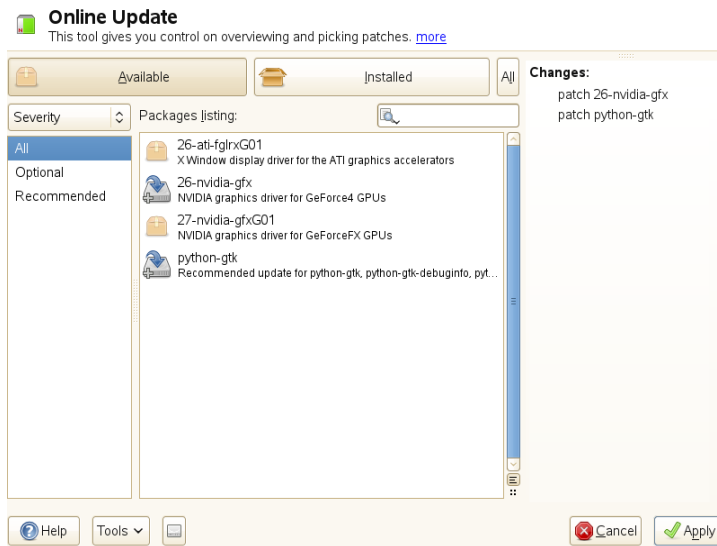 Online Update
This tool gives you control on overviewing and picking patches. more
Available
Installed
All
Changes:
patch 26-nvidia-gfx
patch python-gtk
Severity
Packages listing:
All
Optional
Recommended
26-ati-fglrxG01
X Window display driver for the ATI graphics accelerators
26-nvidia-gfx
NVIDIA graphics driver for GeForce4 GPUs
27-nvidia-gfxG01
NVIDIA graphics driver for GeForceFX GPUs
python-gtk
Recommended update for python-gtk, python-gtk-debuginfo, pyt...
Help
Tools
Cancel
Apply